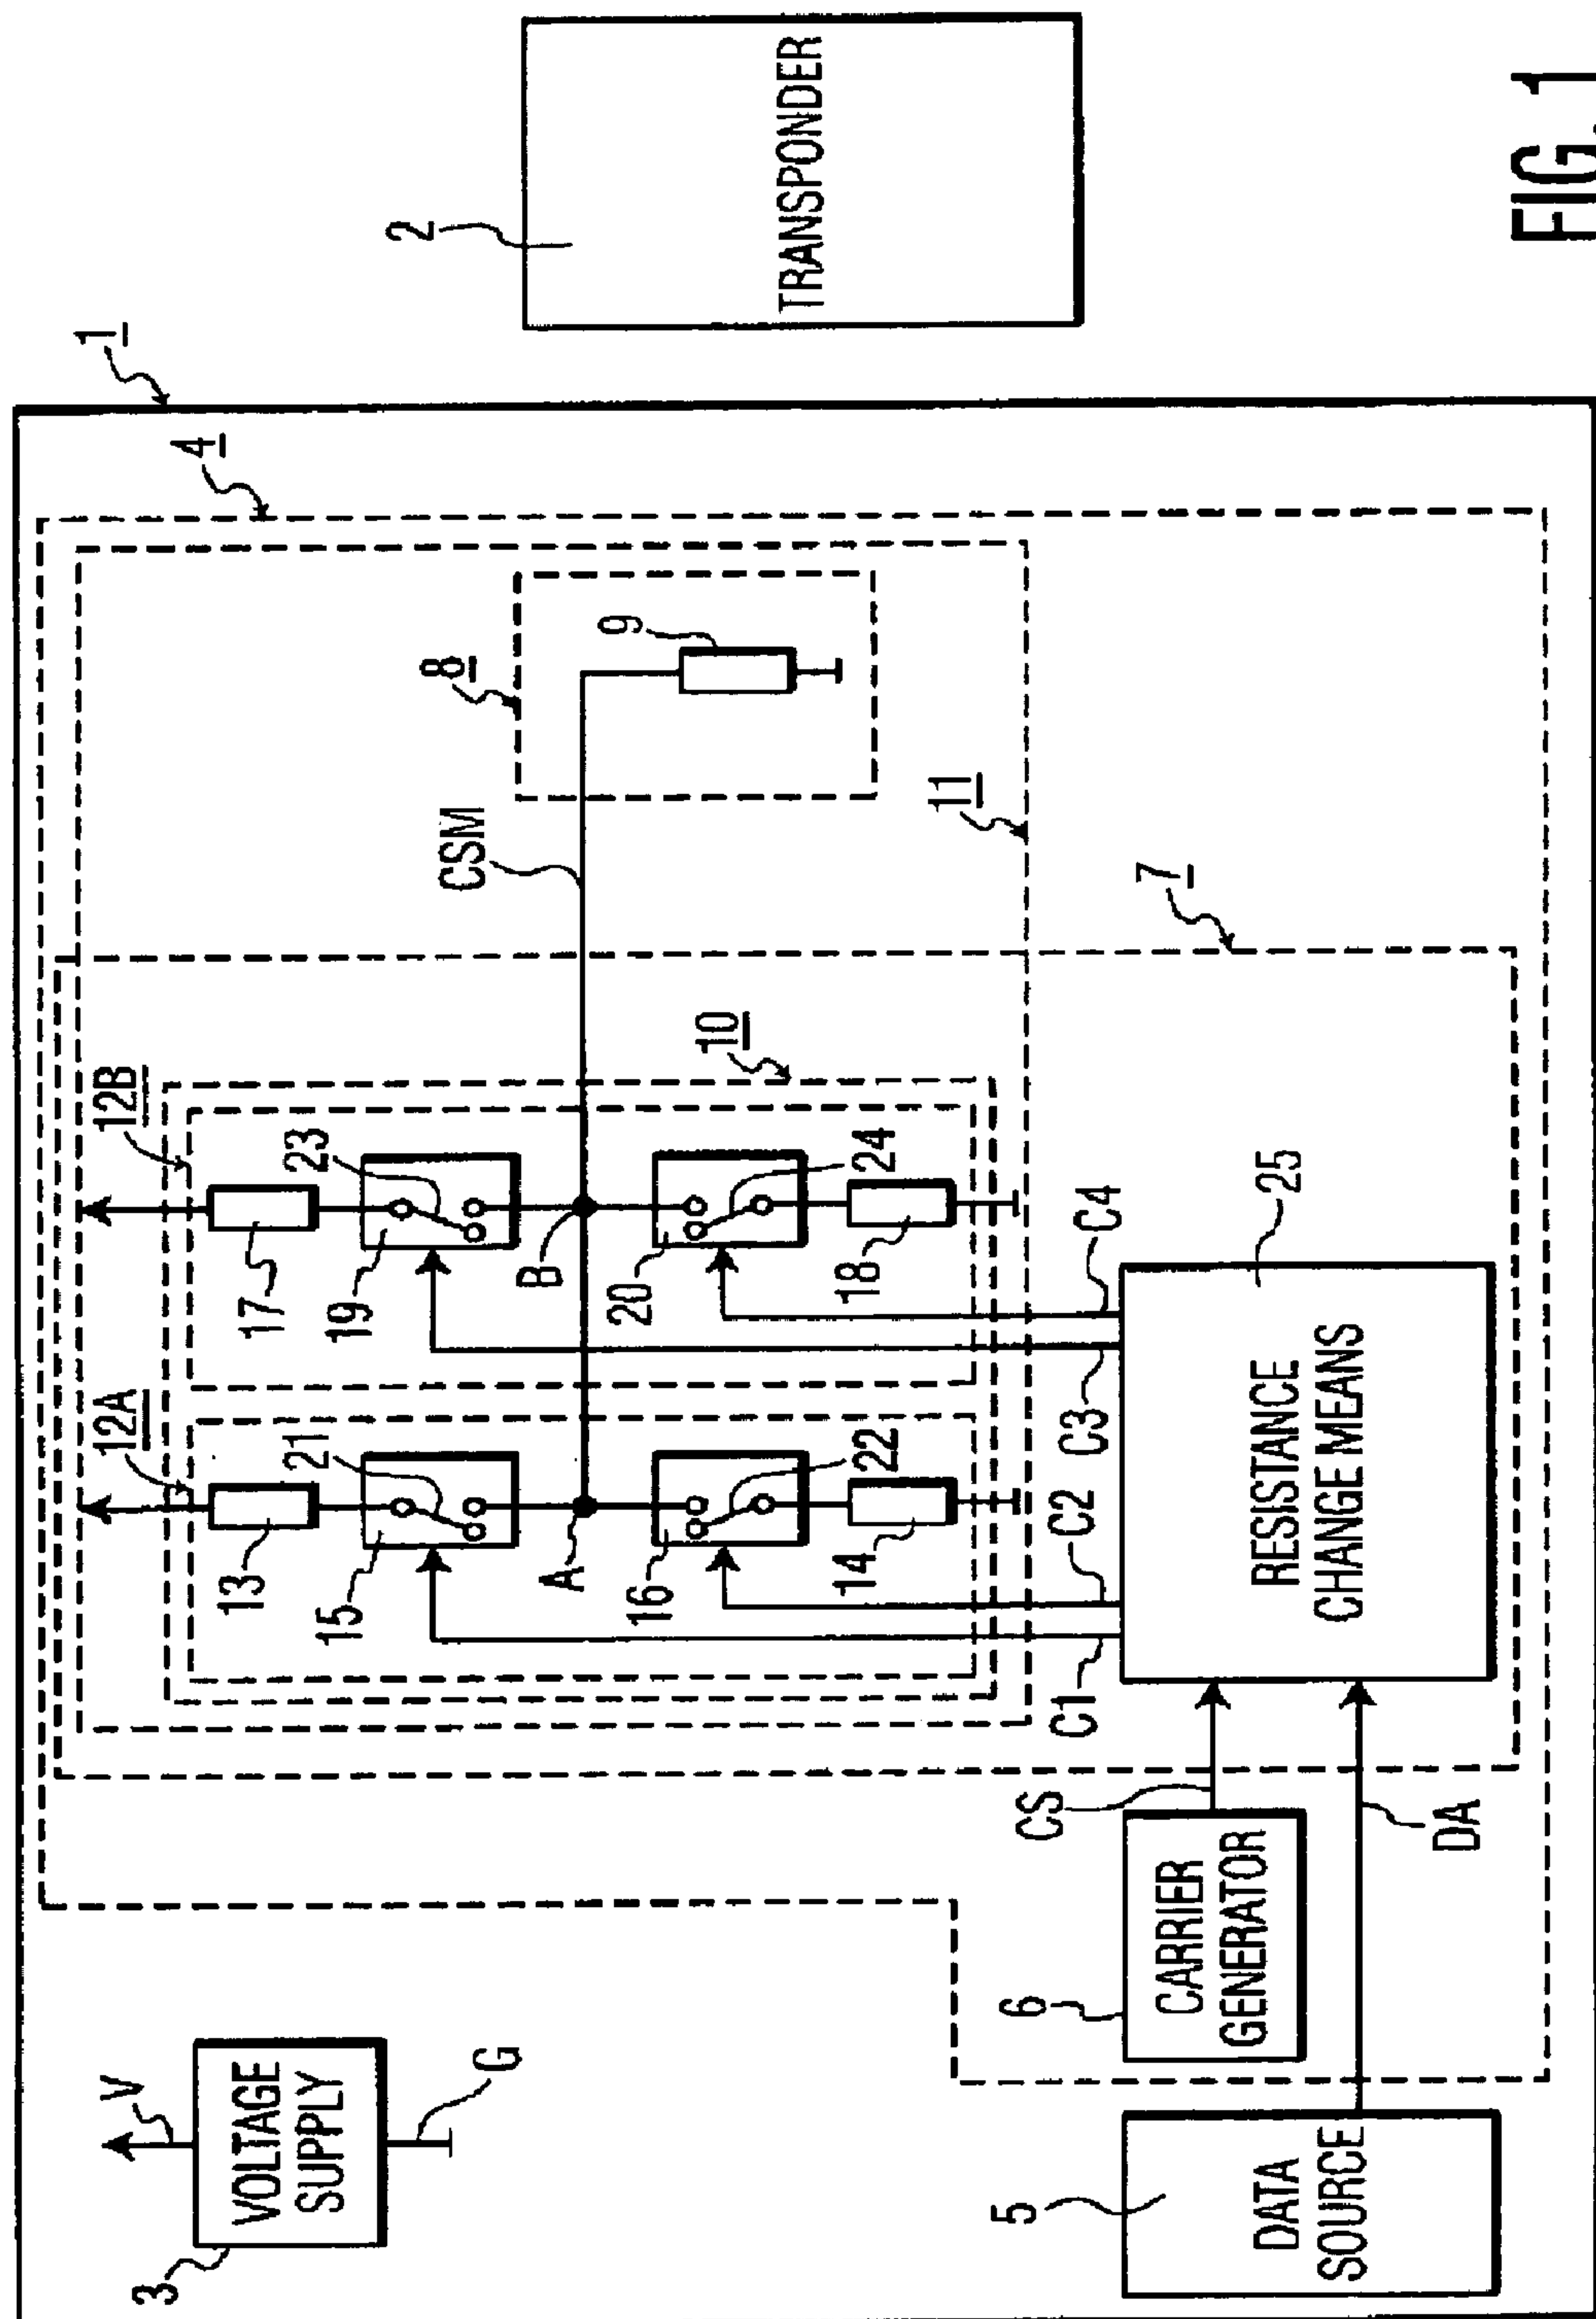 1
4
3
VOLTAGE
SUPPLY
V
G
12A
12B
13
21
15
A
16
22
14
17
23
19
B
20
24
18
10
CSM
8
9
11
7
C1
C2
C3
C4
RESISTANCE
CHANGE MEANS
25
CS
6
CARRIER
GENERATOR
DA
5
DATA
SOURCE
2
TRANSPONDER
FIG. 1